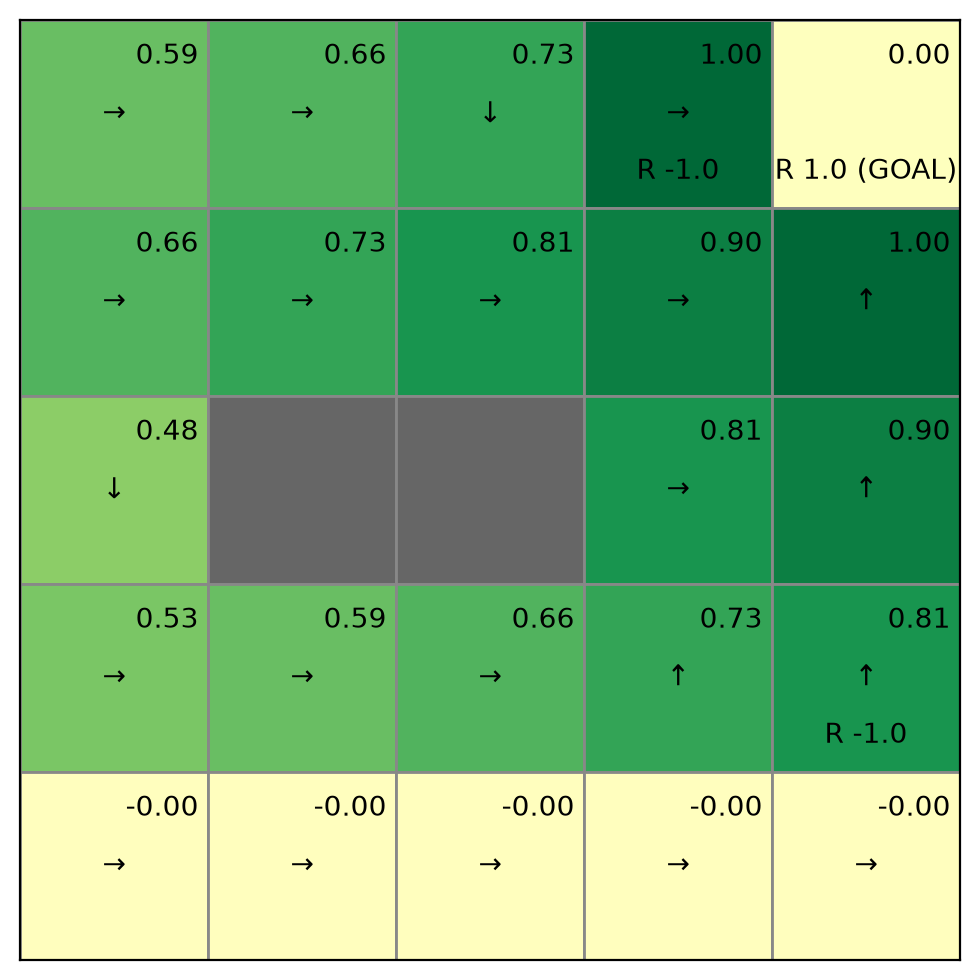 0.59 0.66 0.73 1.00 0.00
→ → ↓ →
R -1.0 R 1.0 (GOAL)
0.66 0.73 0.81 0.90 1.00
→ → → → ↑
0.48 0.81 0.90
↓ → ↑
0.53 0.59 0.66 0.73 0.81
→ → → ↑ ↑
R -1.0
-0.00 -0.00 -0.00 -0.00 -0.00
→ → → → →